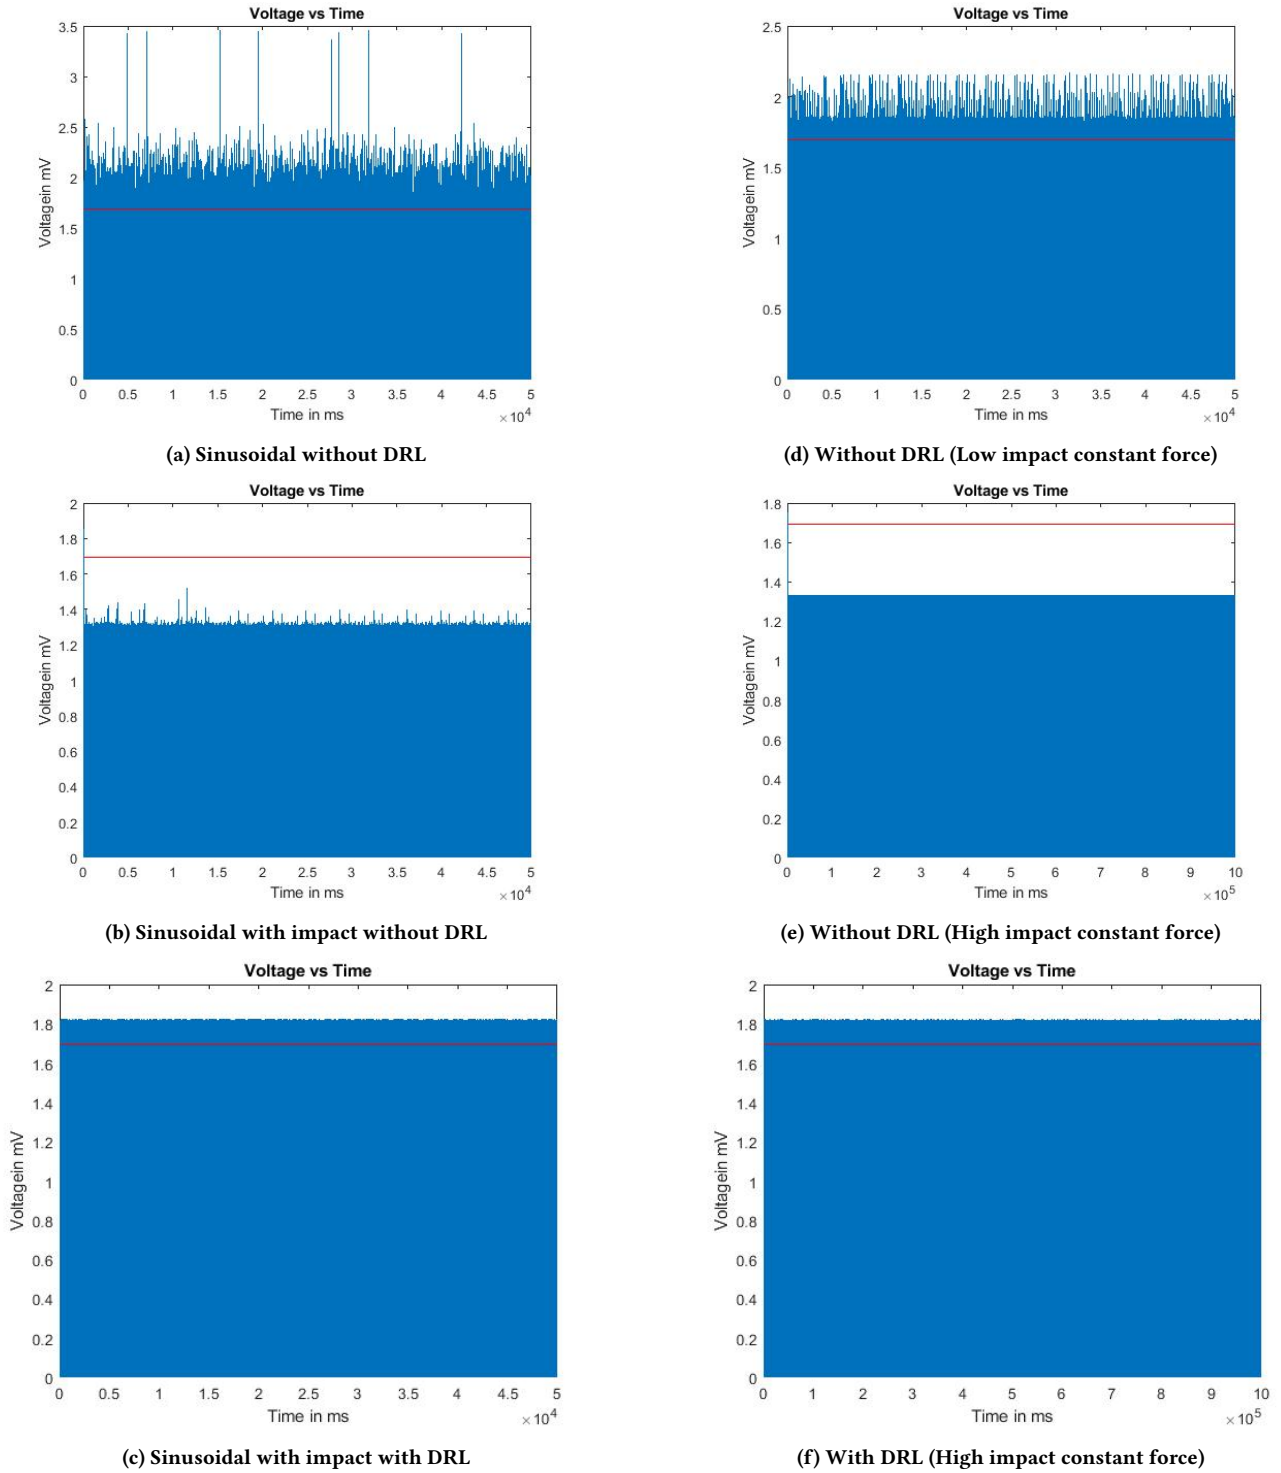 Voltage vs Time
3.5
3
2.5
2
1.5
1
0.5
0
Voltagein mV
0 0.5 1 1.5 2 2.5 3 3.5 4 4.5 5
Time in ms
×10^4
(a) Sinusoidal without DRL
Voltage vs Time
2.5
2
1.5
1
0.5
0
Voltagein mV
0 0.5 1 1.5 2 2.5 3 3.5 4 4.5 5
Time in ms
×10^4
(d) Without DRL (Low impact constant force)
Voltage vs Time
2
1.8
1.6
1.4
1.2
1
0.8
0.6
0.4
0.2
0
Voltagein mV
0 0.5 1 1.5 2 2.5 3 3.5 4 4.5 5
Time in ms
×10^4
(b) Sinusoidal with impact without DRL
Voltage vs Time
1.8
1.6
1.4
1.2
1
0.8
0.6
0.4
0.2
0
Voltagein mV
0 1 2 3 4 5 6 7 8 9 10
Time in ms
×10^5
(e) Without DRL (High impact constant force)
Voltage vs Time
2
1.8
1.6
1.4
1.2
1
0.8
0.6
0.4
0.2
0
Voltagein mV
0 0.5 1 1.5 2 2.5 3 3.5 4 4.5 5
Time in ms
×10^4
(c) Sinusoidal with impact with DRL
Voltage vs Time
2
1.8
1.6
1.4
1.2
1
0.8
0.6
0.4
0.2
0
Voltagein mV
0 1 2 3 4 5 6 7 8 9 10
Time in ms
×10^5
(f) With DRL (High impact constant force)